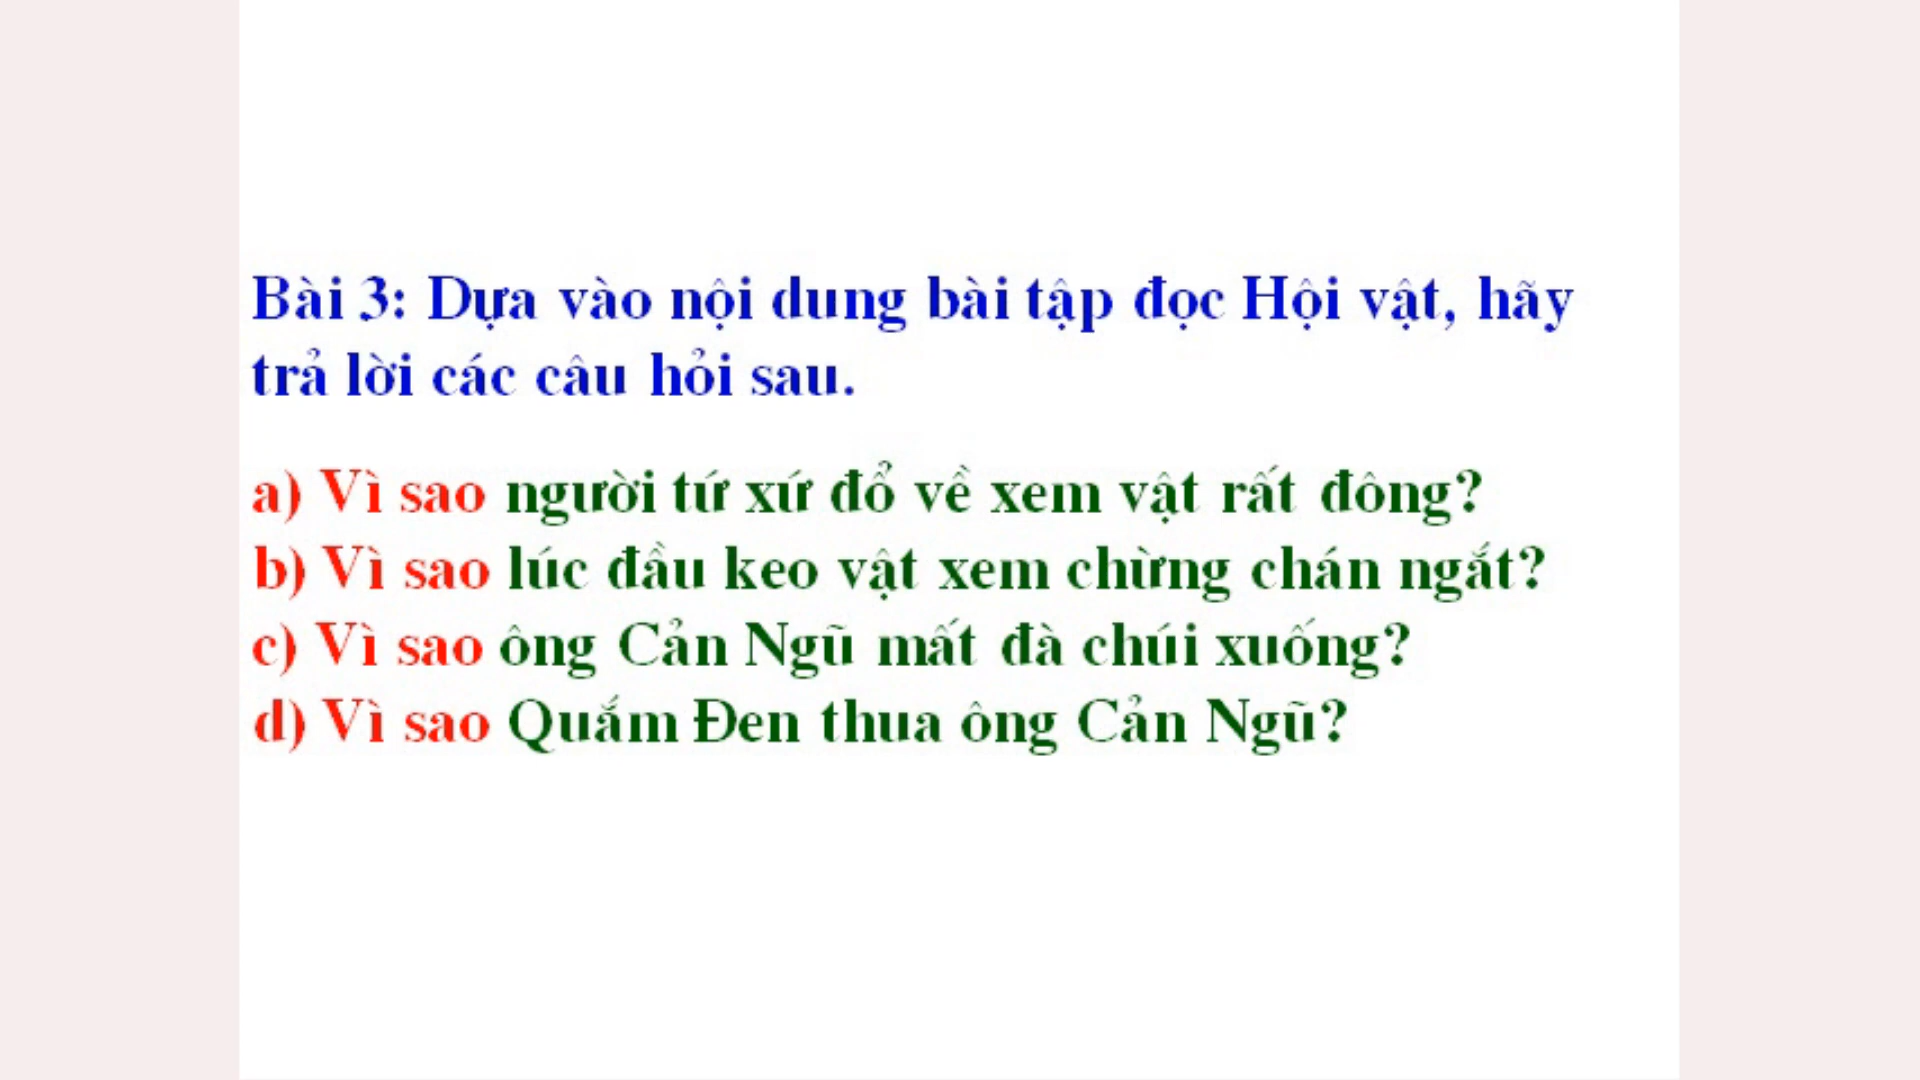 Bài 3: Dựa vào nội dung bài tập đọc Hội vật, hãy
trả lời các câu hỏi sau.
a) Vì sao người tứ xứ đổ về xem vật rất đông?
b) Vì sao lúc đầu keo vật xem chừng chán ngắt?
c) Vì sao ông Cản Ngũ mất đà chúi xuống?
d) Vì sao Quắm Đen thua ông Cản Ngũ?